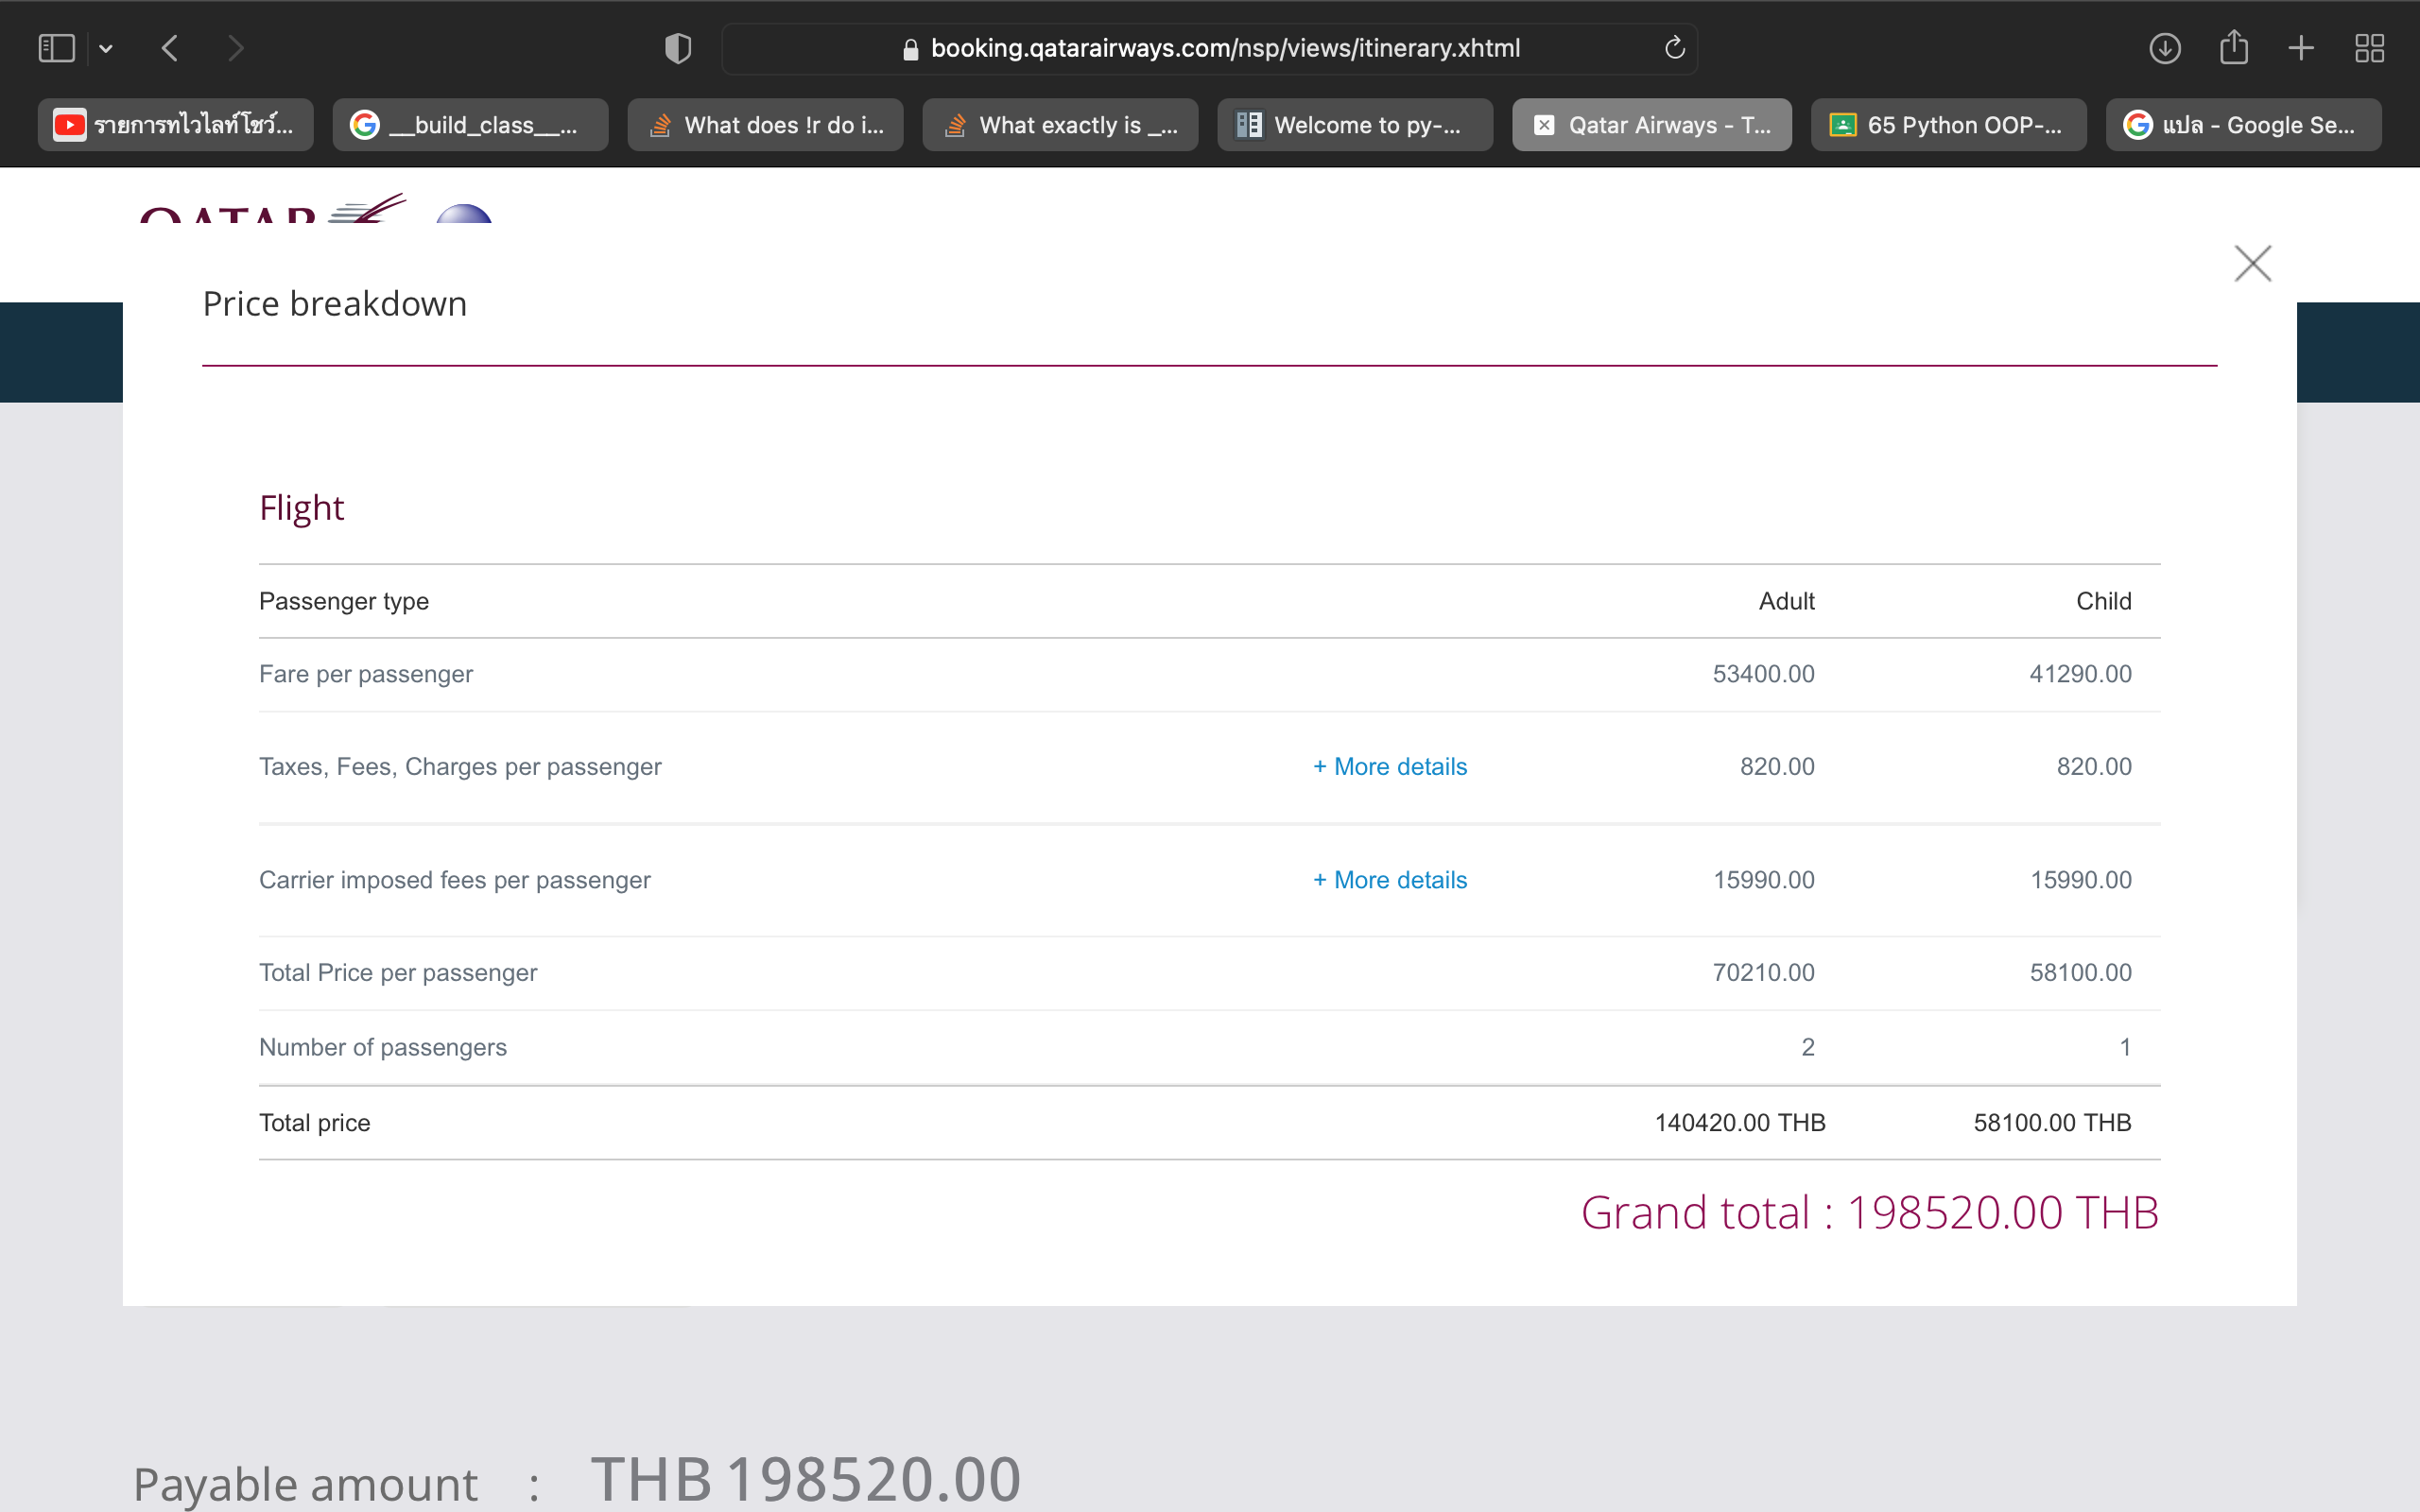 booking.qatarairways.com/nsp/views/itinerary.xhtml
รายการทไวไลท์โชว์...
__build_class__...
What does !r do i...
What exactly is _...
Welcome to py-...
Qatar Airways - T...
65 Python OOP-...
แปล - Google Se...
QATAR
Price breakdown
Flight
Passenger type Adult Child
Fare per passenger 53400.00 41290.00
Taxes, Fees, Charges per passenger + More details 820.00 820.00
Carrier imposed fees per passenger + More details 15990.00 15990.00
Total Price per passenger 70210.00 58100.00
Number of passengers 2 1
Total price 140420.00 THB 58100.00 THB
Grand total : 198520.00 THB
Payable amount : THB 198520.00